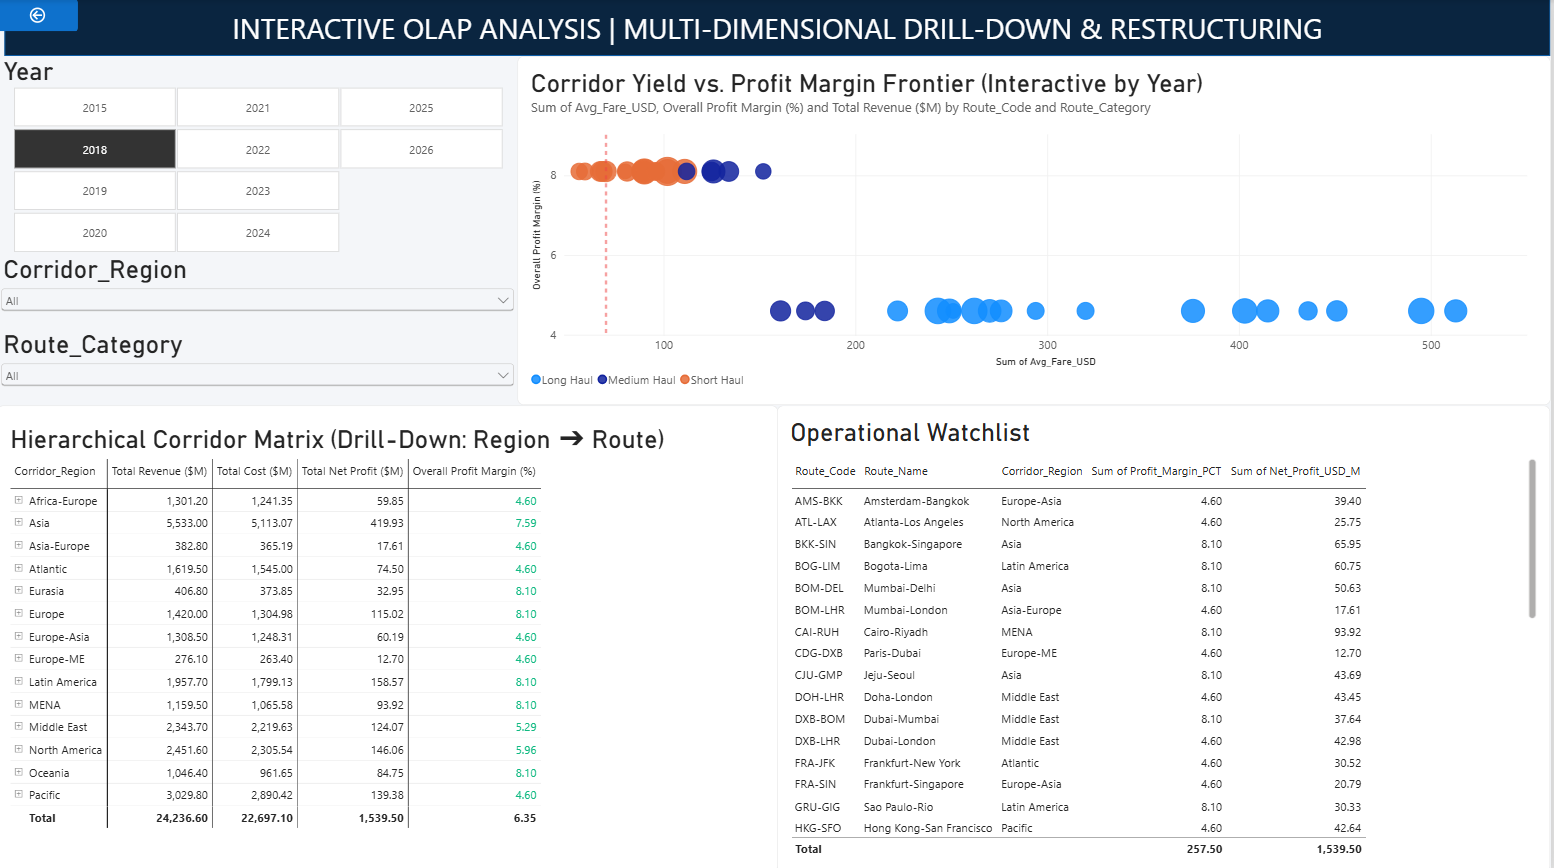 INTERACTIVE OLAP ANALYSIS | MULTI-DIMENSIONAL DRILL-DOWN & RESTRUCTURING
Year
2015 2021 2025
2018 2022 2026
2019 2023
2020 2024
Corridor_Region
All
Route_Category
All
Corridor Yield vs. Profit Margin Frontier (Interactive by Year)
Sum of Avg_Fare_USD, Overall Profit Margin (%) and Total Revenue ($M) by Route_Code and Route_Category
Overall Profit Margin (%)
8
6
4
100 200 300 400 500
Sum of Avg_Fare_USD
Long Haul Medium Haul Short Haul
Hierarchical Corridor Matrix (Drill-Down: Region ➔ Route)
Corridor_Region Total Revenue ($M) Total Cost ($M) Total Net Profit ($M) Overall Profit Margin (%)
Africa-Europe 1,301.20 1,241.35 59.85 4.60
Asia 5,533.00 5,113.07 419.93 7.59
Asia-Europe 382.80 365.19 17.61 4.60
Atlantic 1,619.50 1,545.00 74.50 4.60
Eurasia 406.80 373.85 32.95 8.10
Europe 1,420.00 1,304.98 115.02 8.10
Europe-Asia 1,308.50 1,248.31 60.19 4.60
Europe-ME 276.10 263.40 12.70 4.60
Latin America 1,957.70 1,799.13 158.57 8.10
MENA 1,159.50 1,065.58 93.92 8.10
Middle East 2,343.70 2,219.63 124.07 5.29
North America 2,451.60 2,305.54 146.06 5.96
Oceania 1,046.40 961.65 84.75 8.10
Pacific 3,029.80 2,890.42 139.38 4.60
Total 24,236.60 22,697.10 1,539.50 6.35
Operational Watchlist
Route_Code Route_Name Corridor_Region Sum of Profit_Margin_PCT Sum of Net_Profit_USD_M
AMS-BKK Amsterdam-Bangkok Europe-Asia 4.60 39.40
ATL-LAX Atlanta-Los Angeles North America 4.60 25.75
BKK-SIN Bangkok-Singapore Asia 8.10 65.95
BOG-LIM Bogota-Lima Latin America 8.10 60.75
BOM-DEL Mumbai-Delhi Asia 8.10 50.63
BOM-LHR Mumbai-London Asia-Europe 4.60 17.61
CAI-RUH Cairo-Riyadh MENA 8.10 93.92
CDG-DXB Paris-Dubai Europe-ME 4.60 12.70
CJU-GMP Jeju-Seoul Asia 8.10 43.69
DOH-LHR Doha-London Middle East 4.60 43.45
DXB-BOM Dubai-Mumbai Middle East 8.10 37.64
DXB-LHR Dubai-London Middle East 4.60 42.98
FRA-JFK Frankfurt-New York Atlantic 4.60 30.52
FRA-SIN Frankfurt-Singapore Europe-Asia 4.60 20.79
GRU-GIG Sao Paulo-Rio Latin America 8.10 30.33
HKG-SFO Hong Kong-San Francisco Pacific 4.60 42.64
Total 257.50 1,539.50